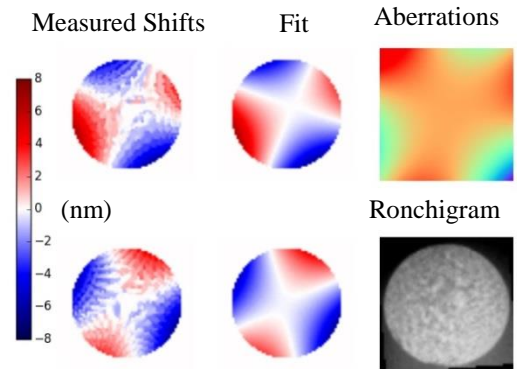 Measured Shifts
Fit
Aberrations
8
6
4
2
0
−2
−4
−6
−8
(nm)
Ronchigram